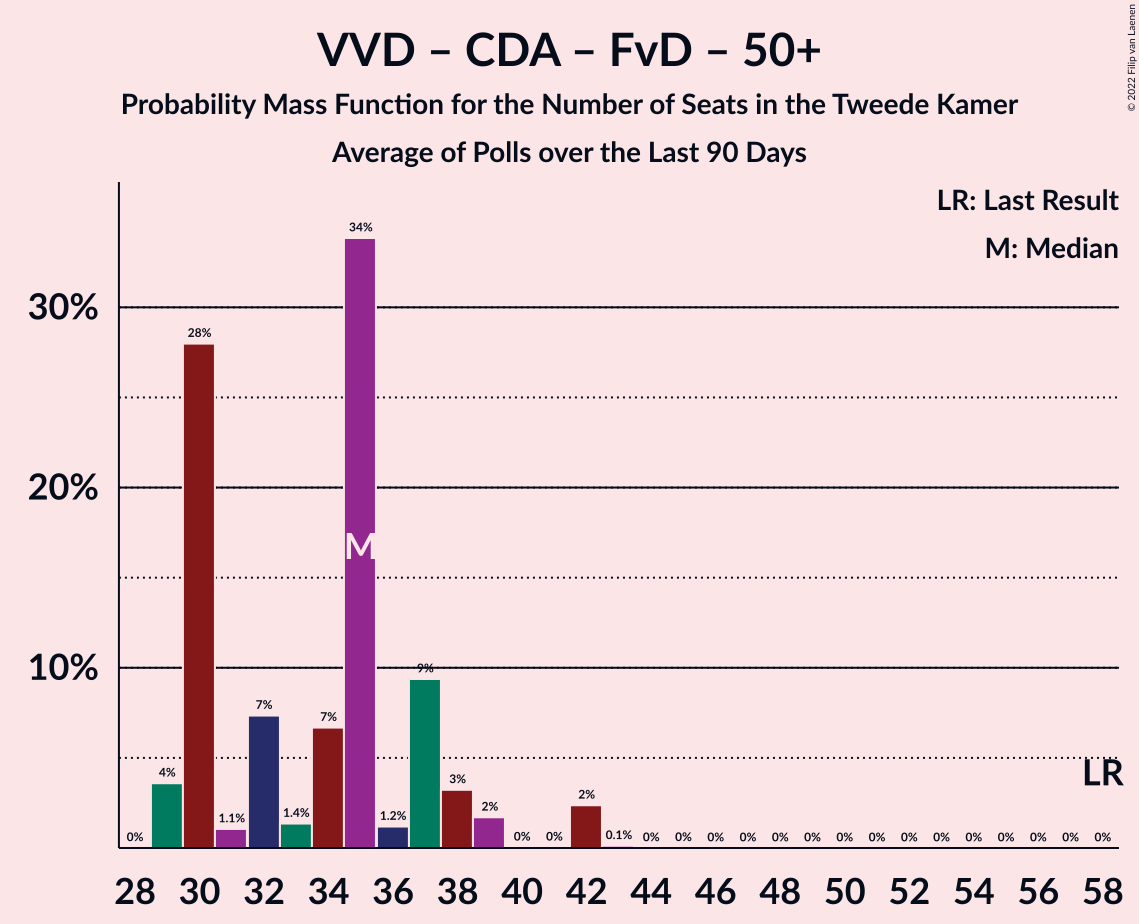 VVD – CDA – FvD – 50+
Probability Mass Function for the Number of Seats in the Tweede Kamer
Average of Polls over the Last 90 Days
© 2022 Filip van Laenen
LR: Last Result
M: Median
30%
20%
10%
0% 4% 28% 1.1% 7% 1.4% 7% 34% 1.2% 9% 3% 2% 0% 0% 2% 0.1% 0% 0% 0% 0% 0% 0% 0% 0% 0% 0% 0% 0% 0% 0% 0%
M
LR
28 30 32 34 36 38 40 42 44 46 48 50 52 54 56 58